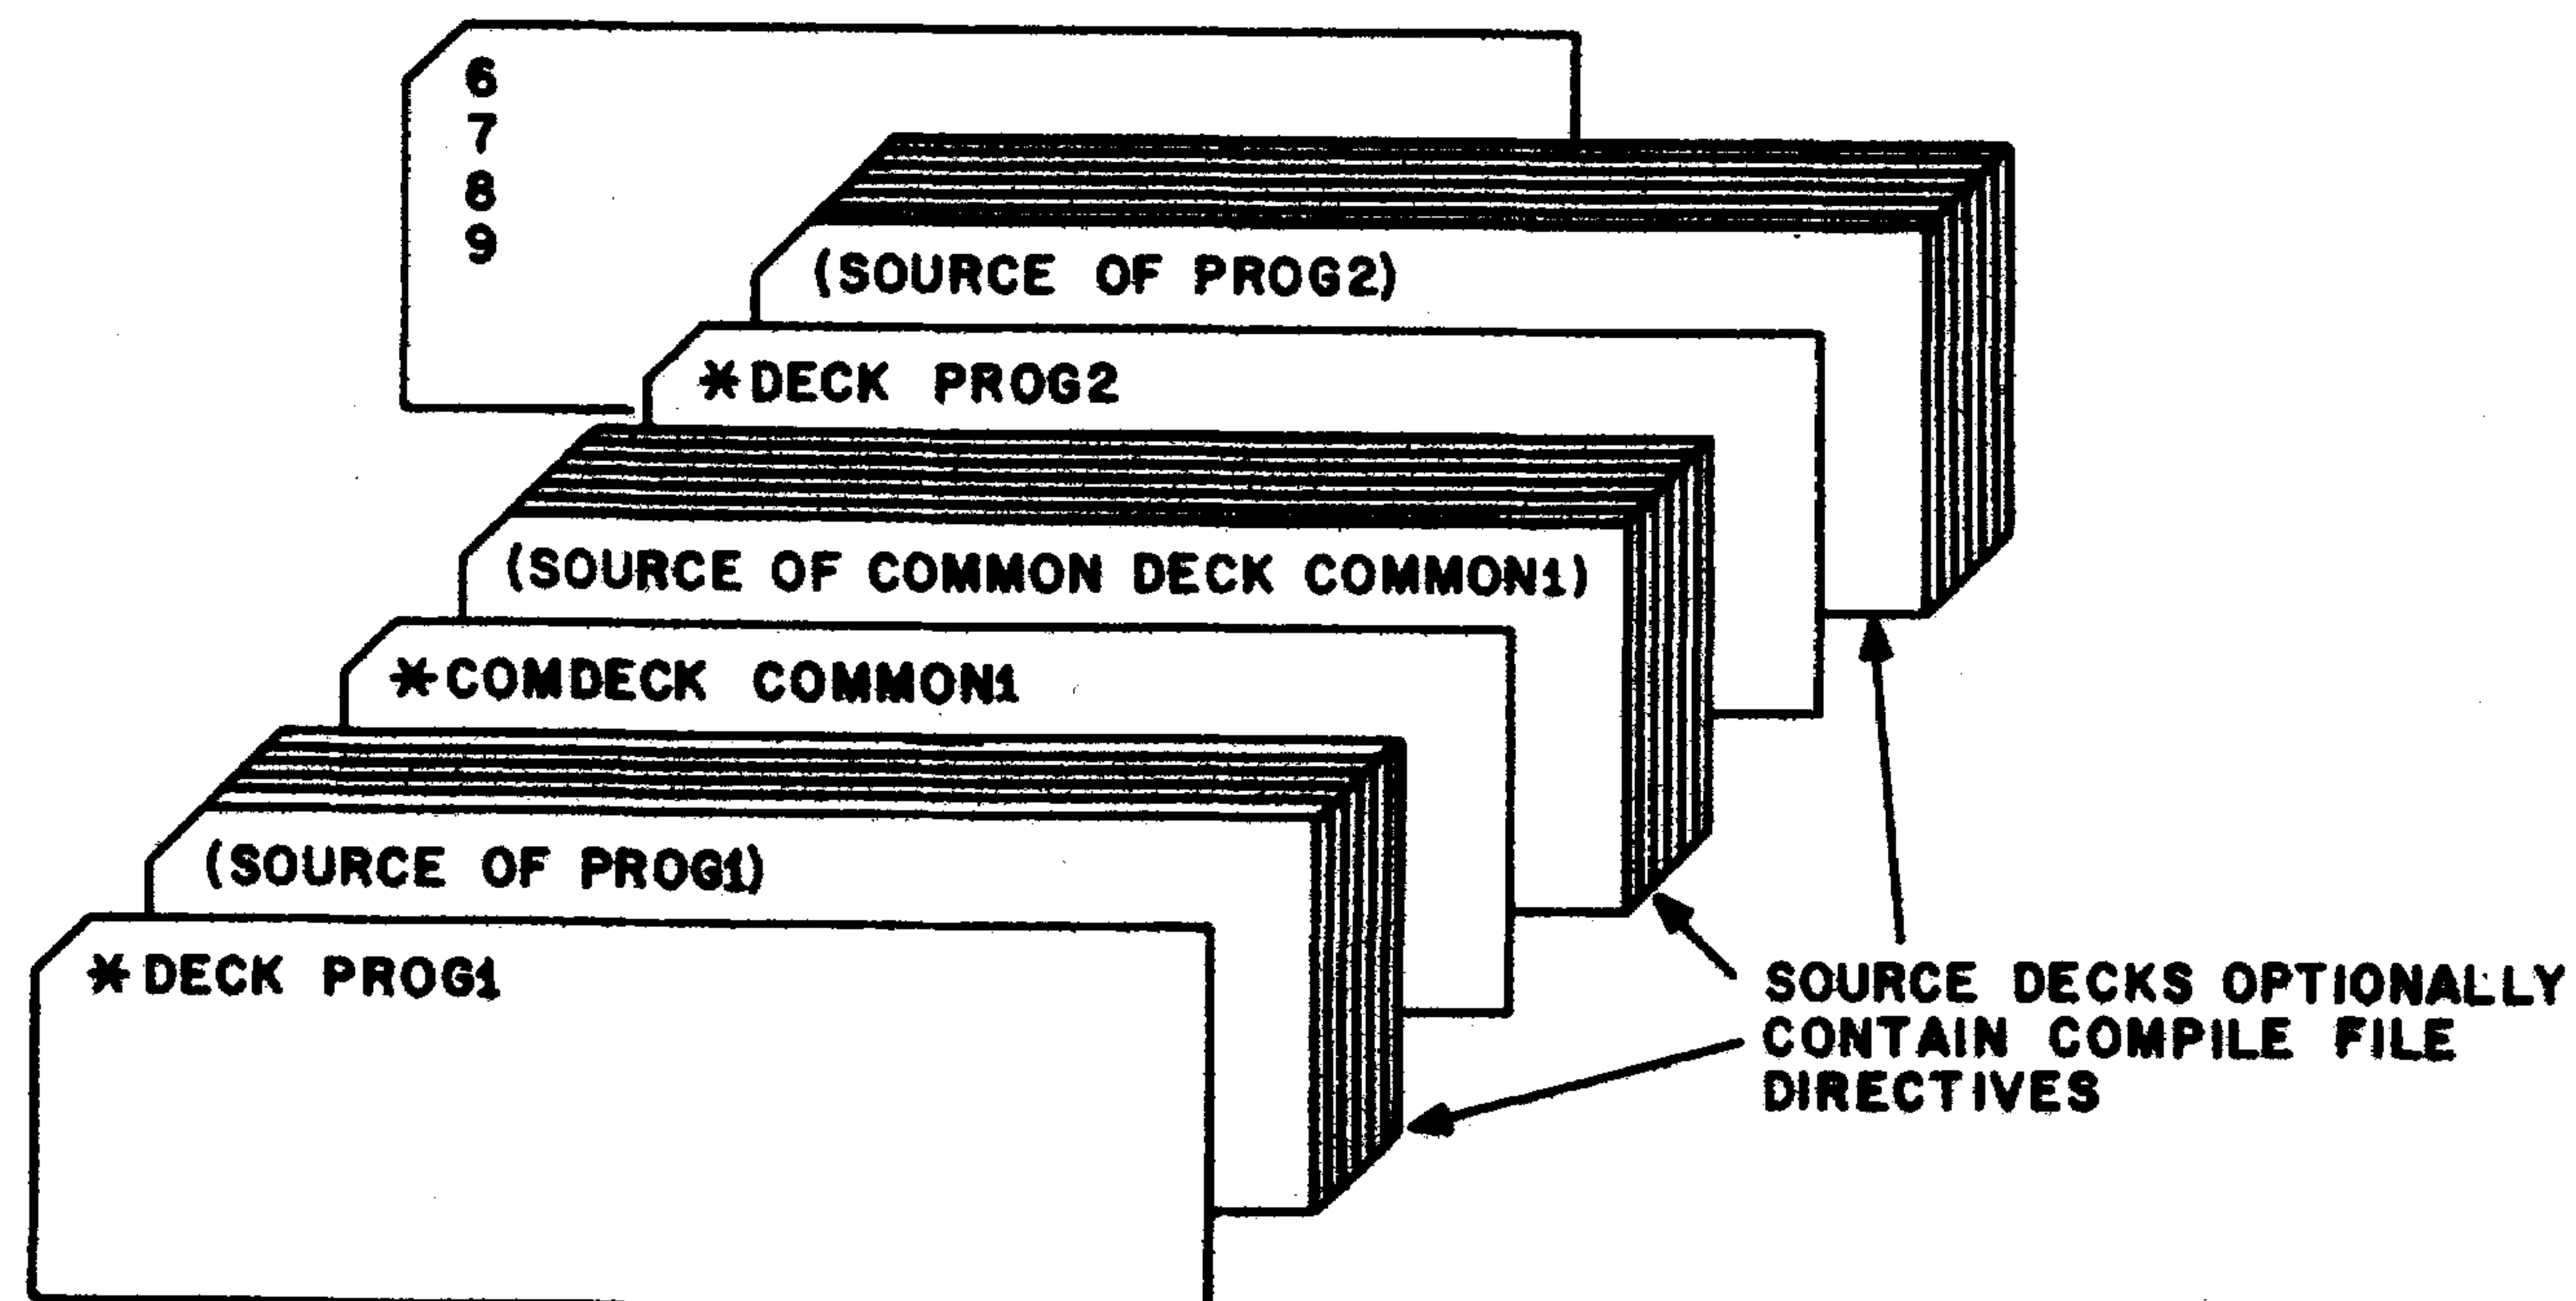 6
7
8
9
(SOURCE OF PROG2)
*DECK PROG2
(SOURCE OF COMMON DECK COMMON1)
*COMDECK COMMON1
(SOURCE OF PROG1)
*DECK PROG1
SOURCE DECKS OPTIONALLY
CONTAIN COMPILE FILE
DIRECTIVES